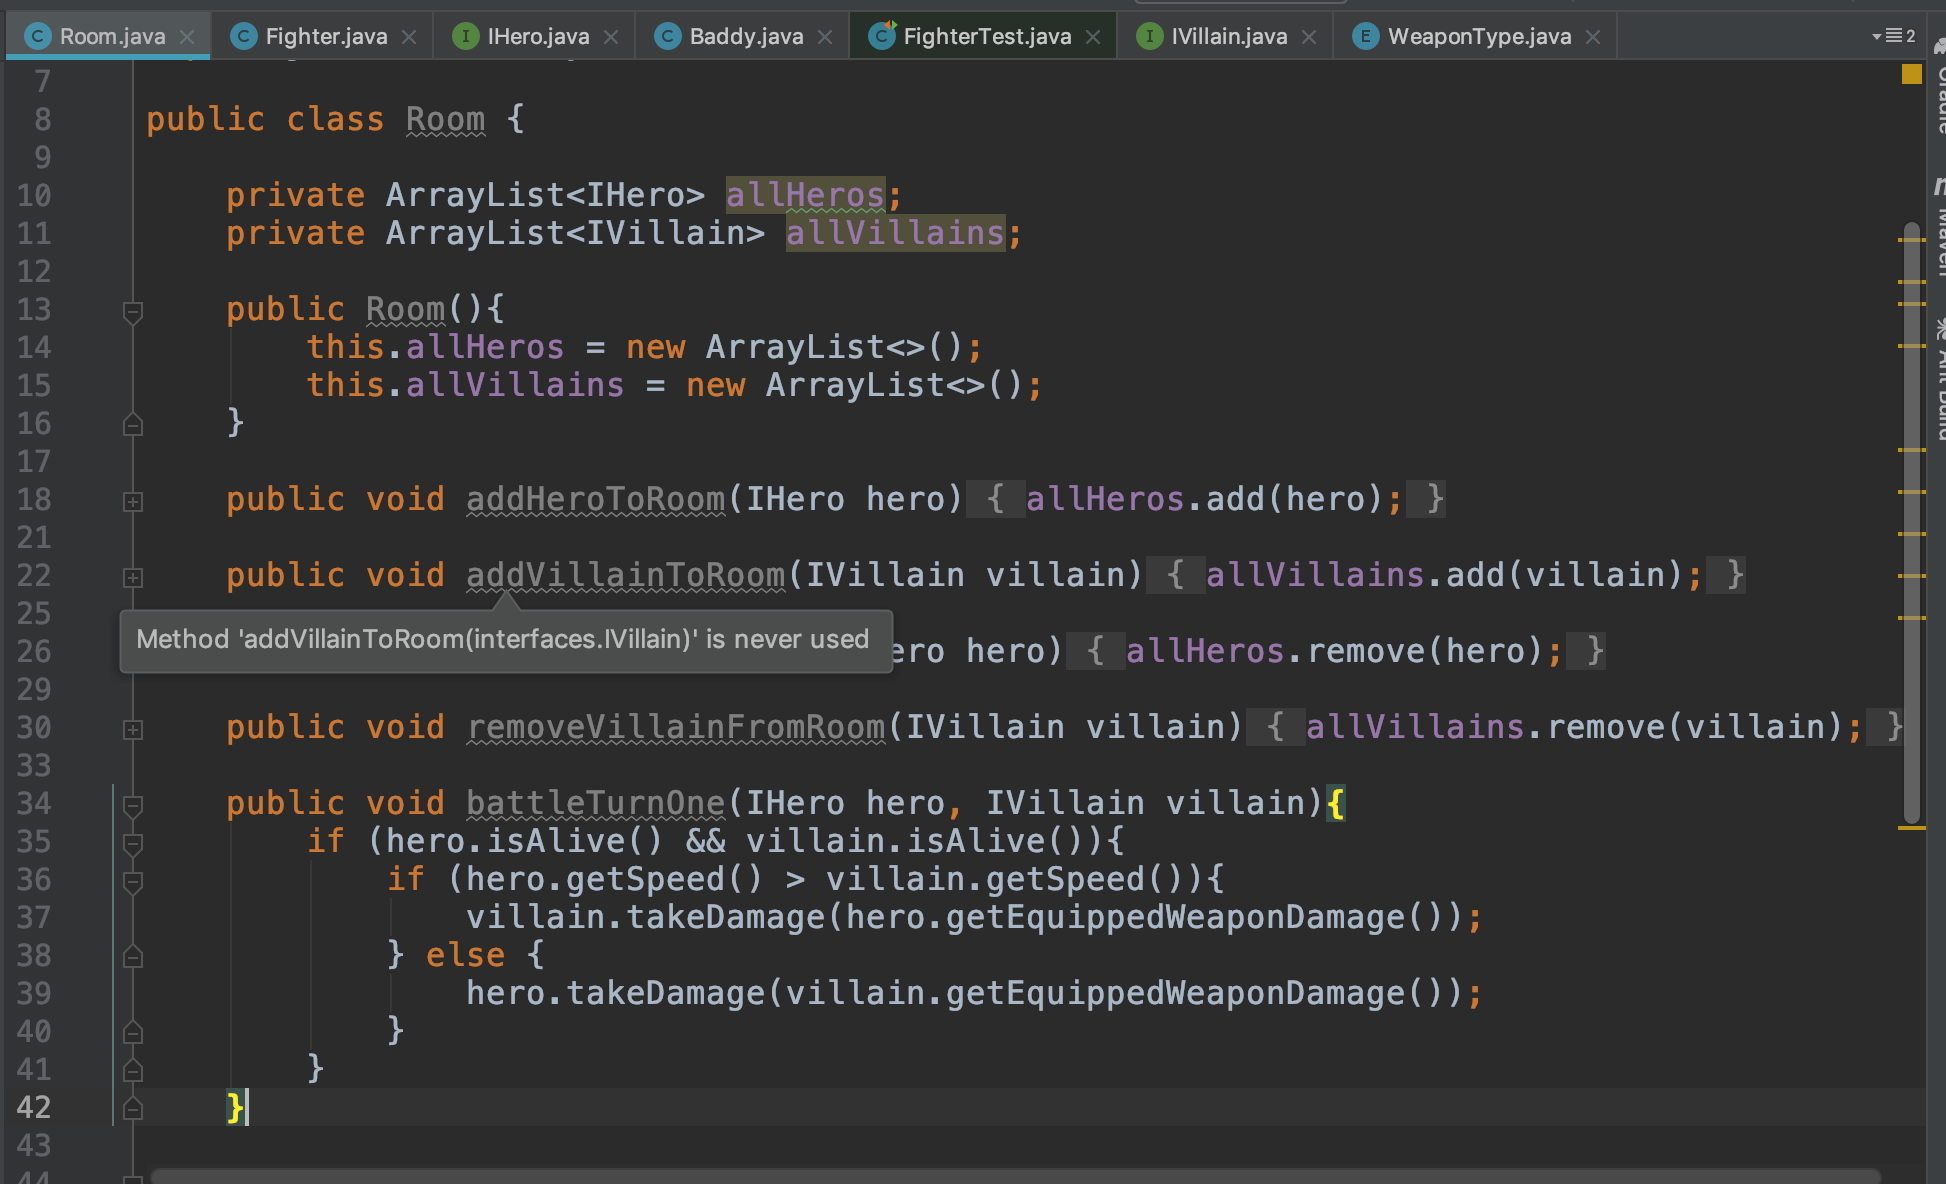 Room.java Fighter.java IHero.java Baddy.java FighterTest.java IVillain.java WeaponType.java 2
7
8 public class Room {
9
10 private ArrayList<IHero> allHeros;
11 private ArrayList<IVillain> allVillains;
12
13 public Room(){
14 this.allHeros = new ArrayList<>();
15 this.allVillains = new ArrayList<>();
16 }
17
18 public void addHeroToRoom(IHero hero) { allHeros.add(hero); }
21
22 public void addVillainToRoom(IVillain villain) { allVillains.add(villain); }
25
Method 'addVillainToRoom(interfaces.IVillain)' is never used
26 ero hero) { allHeros.remove(hero); }
29
30 public void removeVillainFromRoom(IVillain villain) { allVillains.remove(villain); }
33
34 public void battleTurnOne(IHero hero, IVillain villain){
35 if (hero.isAlive() && villain.isAlive()){
36 if (hero.getSpeed() > villain.getSpeed()){
37 villain.takeDamage(hero.getEquippedWeaponDamage());
38 } else {
39 hero.takeDamage(villain.getEquippedWeaponDamage());
40 }
41 }
42 }
43
44
Gradle
Maven
Ant Build